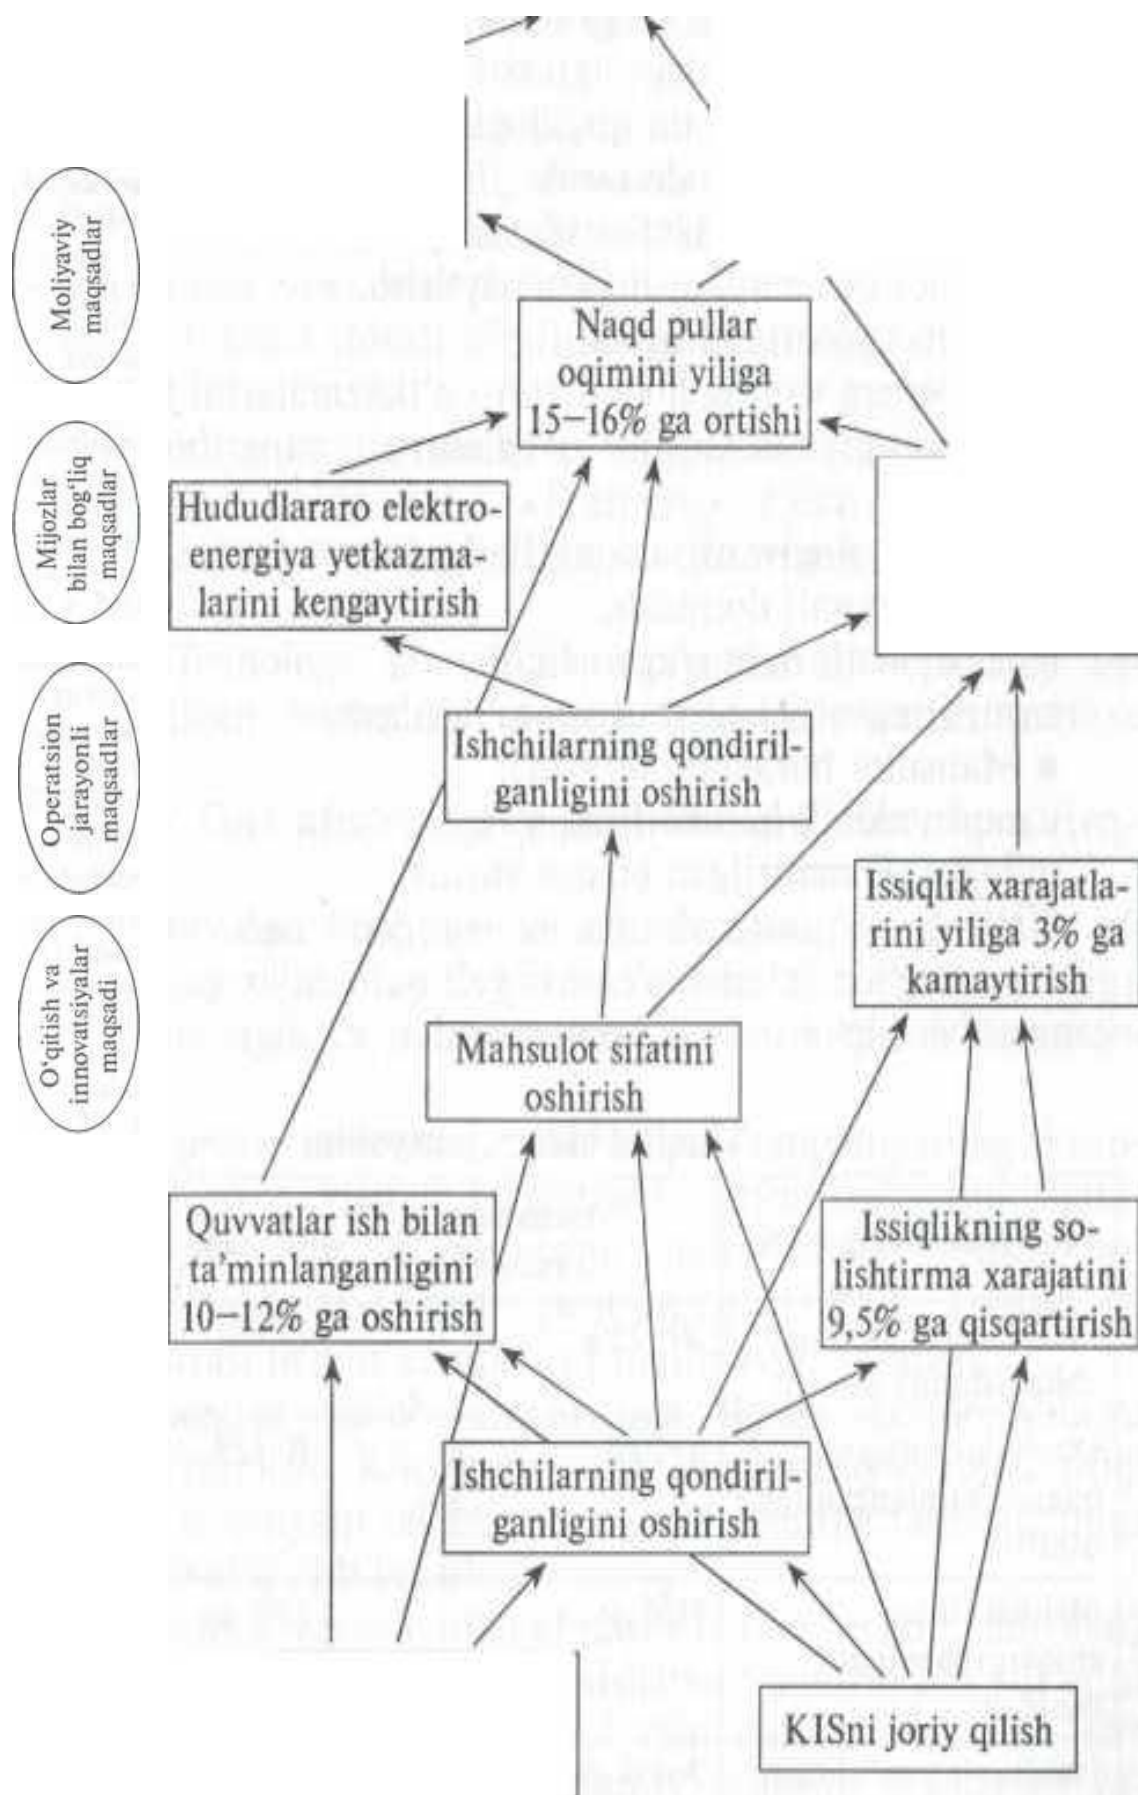 Moliyaviy
maqsadlar
Mijozlar
bilan bog‘liq
maqsadlar
Operatsion
jarayonli
maqsadlar
O‘qitish va
innovatsiyalar
maqsadi
Naqd pullar
oqimini yiliga
15–16% ga ortishi
Hududlararo elektro-
energiya yetkazma-
larini kengaytirish
Ishchilarning qondiril-
ganligini oshirish
Issiqlik xarajatla-
rini yiliga 3% ga
kamaytirish
Mahsulot sifatini
oshirish
Quvvatlar ish bilan
ta’minlanganligini
10–12% ga oshirish
Issiqlikning so-
lishtirma xarajatini
9,5% ga qisqartirish
Ishchilarning qondiril-
ganligini oshirish
KISni joriy qilish